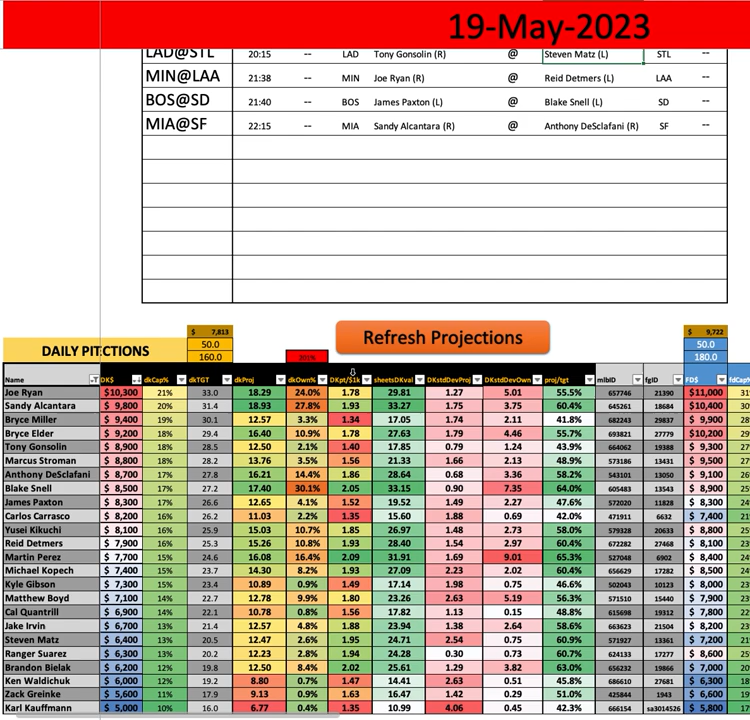 19-May-2023
LAD@STL 20:15 -- LAD Tony Gonsolin (R) @ Steven Matz (L) STL --
MIN@LAA 21:38 -- MIN Joe Ryan (R) @ Reid Detmers (L) LAA --
BOS@SD 21:40 -- BOS James Paxton (L) @ Blake Snell (L) SD --
MIA@SF 22:15 -- MIA Sandy Alcantara (R) @ Anthony DeSclafani (R) SF --
$ 7,813 $ 9,722
Refresh Projections
DAILY PITCTIONS 50.0 50.0
160.0 201% 180.0
Name DK$ dkCap% dkTGT dkProj dkOwn% DKpt/$1k sheetsDKval DKstdDevProj DKstdDevOwn proj/tgt mlbID fgID FD$ fdCap%
Joe Ryan $10,300 21% 33.0 18.29 24.0% 1.78 29.81 1.27 5.01 55.5% 657746 21390 $11,000 31%
Sandy Alcantara $ 9,800 20% 31.4 18.93 27.8% 1.93 33.27 1.75 3.75 60.4% 645261 18684 $10,400 30%
Bryce Miller $ 9,400 19% 30.1 12.57 3.3% 1.34 17.05 1.74 2.11 41.8% 682243 29837 $ 9,900 28%
Bryce Elder $ 9,200 18% 29.4 16.40 10.9% 1.78 27.63 1.79 4.46 55.7% 693821 27779 $10,200 29%
Tony Gonsolin $ 8,900 18% 28.5 12.50 2.1% 1.40 17.85 0.79 1.24 43.9% 664062 19388 $ 9,300 27%
Marcus Stroman $ 8,800 18% 28.2 13.76 3.5% 1.56 21.33 1.66 2.13 48.9% 573186 13431 $ 9,500 27%
Anthony DeSclafani $ 8,700 17% 27.8 16.21 14.4% 1.86 28.64 0.68 3.36 58.2% 543101 13050 $ 9,100 26%
Blake Snell $ 8,500 17% 27.2 17.40 30.1% 2.05 33.15 0.90 7.35 64.0% 605483 13543 $ 8,900 25%
James Paxton $ 8,300 17% 26.6 12.65 4.1% 1.52 19.52 1.49 2.27 47.6% 572020 11828 $ 8,300 24%
Carlos Carrasco $ 8,200 16% 26.2 11.03 2.2% 1.35 15.60 1.88 0.69 42.0% 471911 6632 $ 7,400 21%
Yusei Kikuchi $ 8,100 16% 25.9 15.03 10.7% 1.85 26.97 1.48 2.73 58.0% 579328 20633 $ 8,800 25%
Reid Detmers $ 7,900 16% 25.3 15.26 10.8% 1.93 28.40 1.54 2.97 60.4% 672282 27468 $ 8,100 23%
Martin Perez $ 7,700 15% 24.6 16.08 16.4% 2.09 31.91 1.69 9.01 65.3% 527048 6902 $ 8,400 24%
Michael Kopech $ 7,400 15% 23.7 14.30 8.2% 1.93 27.09 2.23 2.02 60.4% 656629 17282 $ 8,500 24%
Kyle Gibson $ 7,300 15% 23.4 10.89 0.9% 1.49 17.14 1.98 0.75 46.6% 502043 10123 $ 8,000 23%
Matthew Boyd $ 7,100 14% 22.7 12.78 9.9% 1.80 23.26 2.63 5.19 56.3% 571510 15440 $ 7,900 23%
Cal Quantrill $ 6,900 14% 22.1 10.78 0.8% 1.56 17.82 1.13 0.15 48.8% 615698 19312 $ 7,800 22%
Jake Irvin $ 6,700 13% 21.4 12.57 4.8% 1.88 23.94 1.38 2.64 58.6% 663623 21504 $ 8,200 23%
Steven Matz $ 6,400 13% 20.5 12.47 2.6% 1.95 24.71 2.54 0.75 60.9% 571927 13361 $ 7,200 21%
Ranger Suarez $ 6,300 13% 20.2 12.23 2.8% 1.94 24.28 0.30 0.73 60.7% 624133 17277 $ 8,600 25%
Brandon Bielak $ 6,200 12% 19.8 12.50 8.4% 2.02 25.61 1.29 3.82 63.0% 656232 19866 $ 7,000 20%
Ken Waldichuk $ 6,000 12% 19.2 8.80 0.7% 1.47 14.41 2.63 0.51 45.8% 686610 27681 $ 6,300 18%
Zack Greinke $ 5,600 11% 17.9 9.13 0.9% 1.63 16.47 1.42 0.29 51.0% 425844 1943 $ 6,600 19%
Karl Kauffmann $ 5,000 10% 16.0 6.77 0.4% 1.35 10.99 4.06 0.45 42.3% 666154 sa3014526 $ 5,800